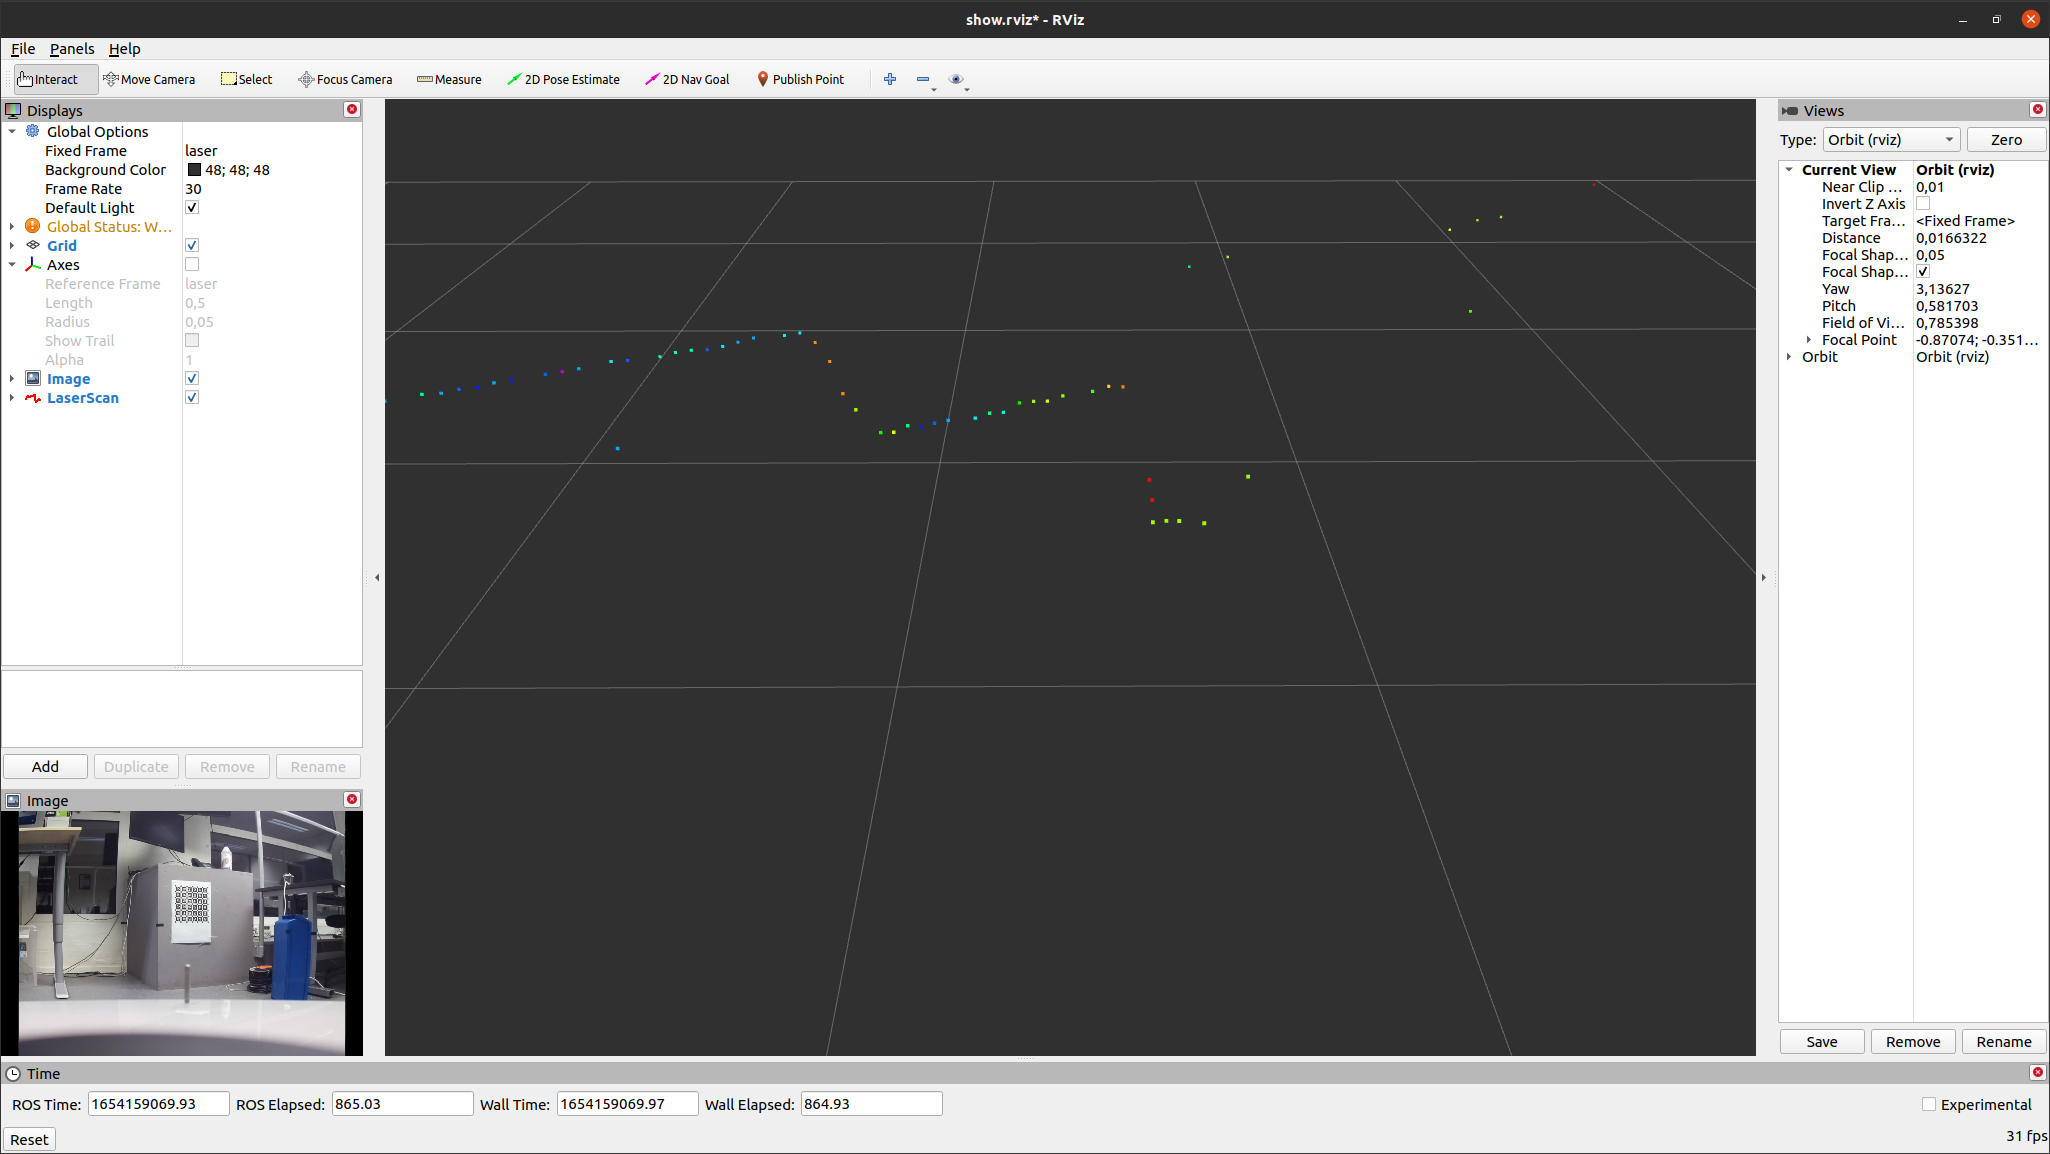 show.rviz* - RViz
File Panels Help
Interact Move Camera Select Focus Camera Measure 2D Pose Estimate 2D Nav Goal Publish Point
Displays
Global Options
Fixed Frame laser
Background Color 48; 48; 48
Frame Rate 30
Default Light
Global Status: W...
Grid
Axes
Reference Frame laser
Length 0,5
Radius 0,05
Show Trail
Alpha 1
Image
LaserScan
Add Duplicate Remove Rename
Image
Views
Type: Orbit (rviz) Zero
Current View Orbit (rviz)
Near Clip ... 0,01
Invert Z Axis
Target Fra... <Fixed Frame>
Distance 0,0166322
Focal Shap... 0,05
Focal Shap...
Yaw 3,13627
Pitch 0,581703
Field of Vi... 0,785398
Focal Point -0.87074; -0.351...
Orbit Orbit (rviz)
Save Remove Rename
Time
ROS Time: 1654159069.93 ROS Elapsed: 865.03 Wall Time: 1654159069.97 Wall Elapsed: 864.93 Experimental
Reset 31 fps